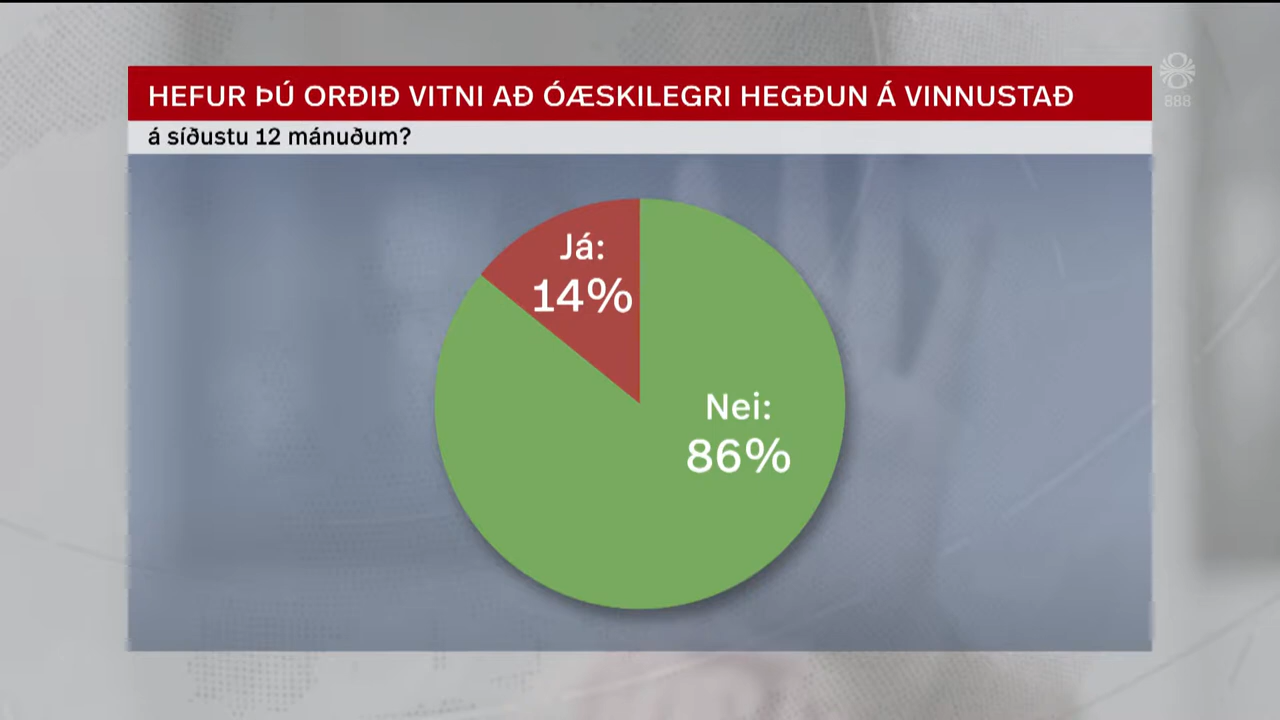 HEFUR ÞÚ ORÐIÐ VITNI AÐ ÓÆSKILEGRI HEGÐUN Á VINNUSTAÐ
888
á síðustu 12 mánuðum?
Já:
14%
Nei:
86%